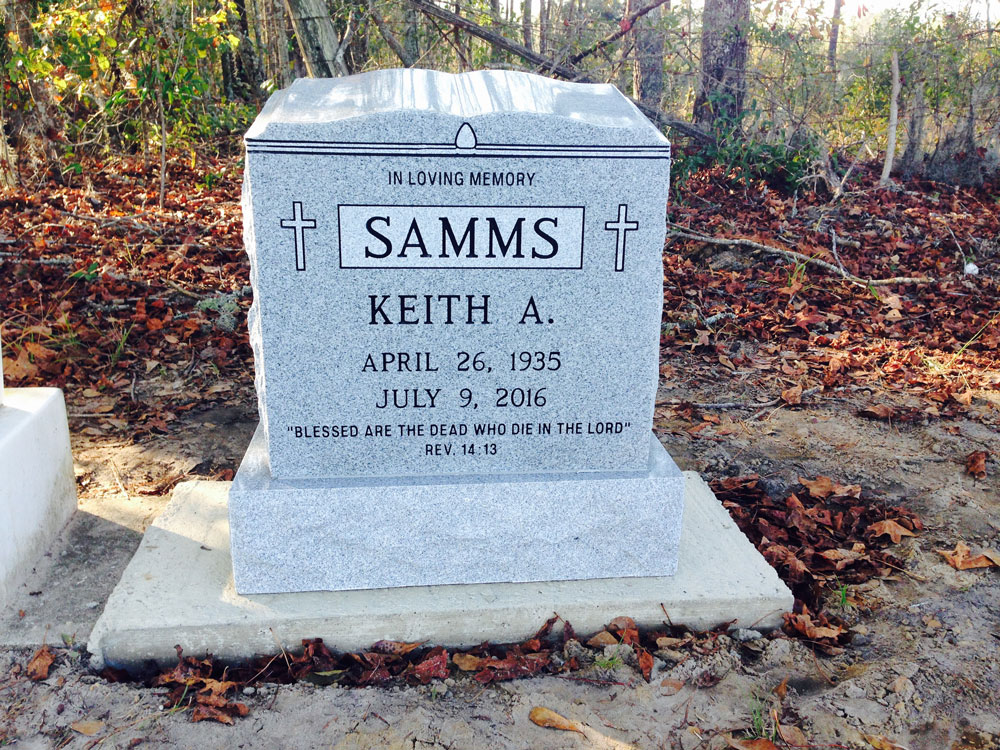 IN LOVING MEMORY
SAMMS
KEITH A.
APRIL 26, 1935
JULY 9, 2016
"BLESSED ARE THE DEAD WHO DIE IN THE LORD"
REV. 14:13